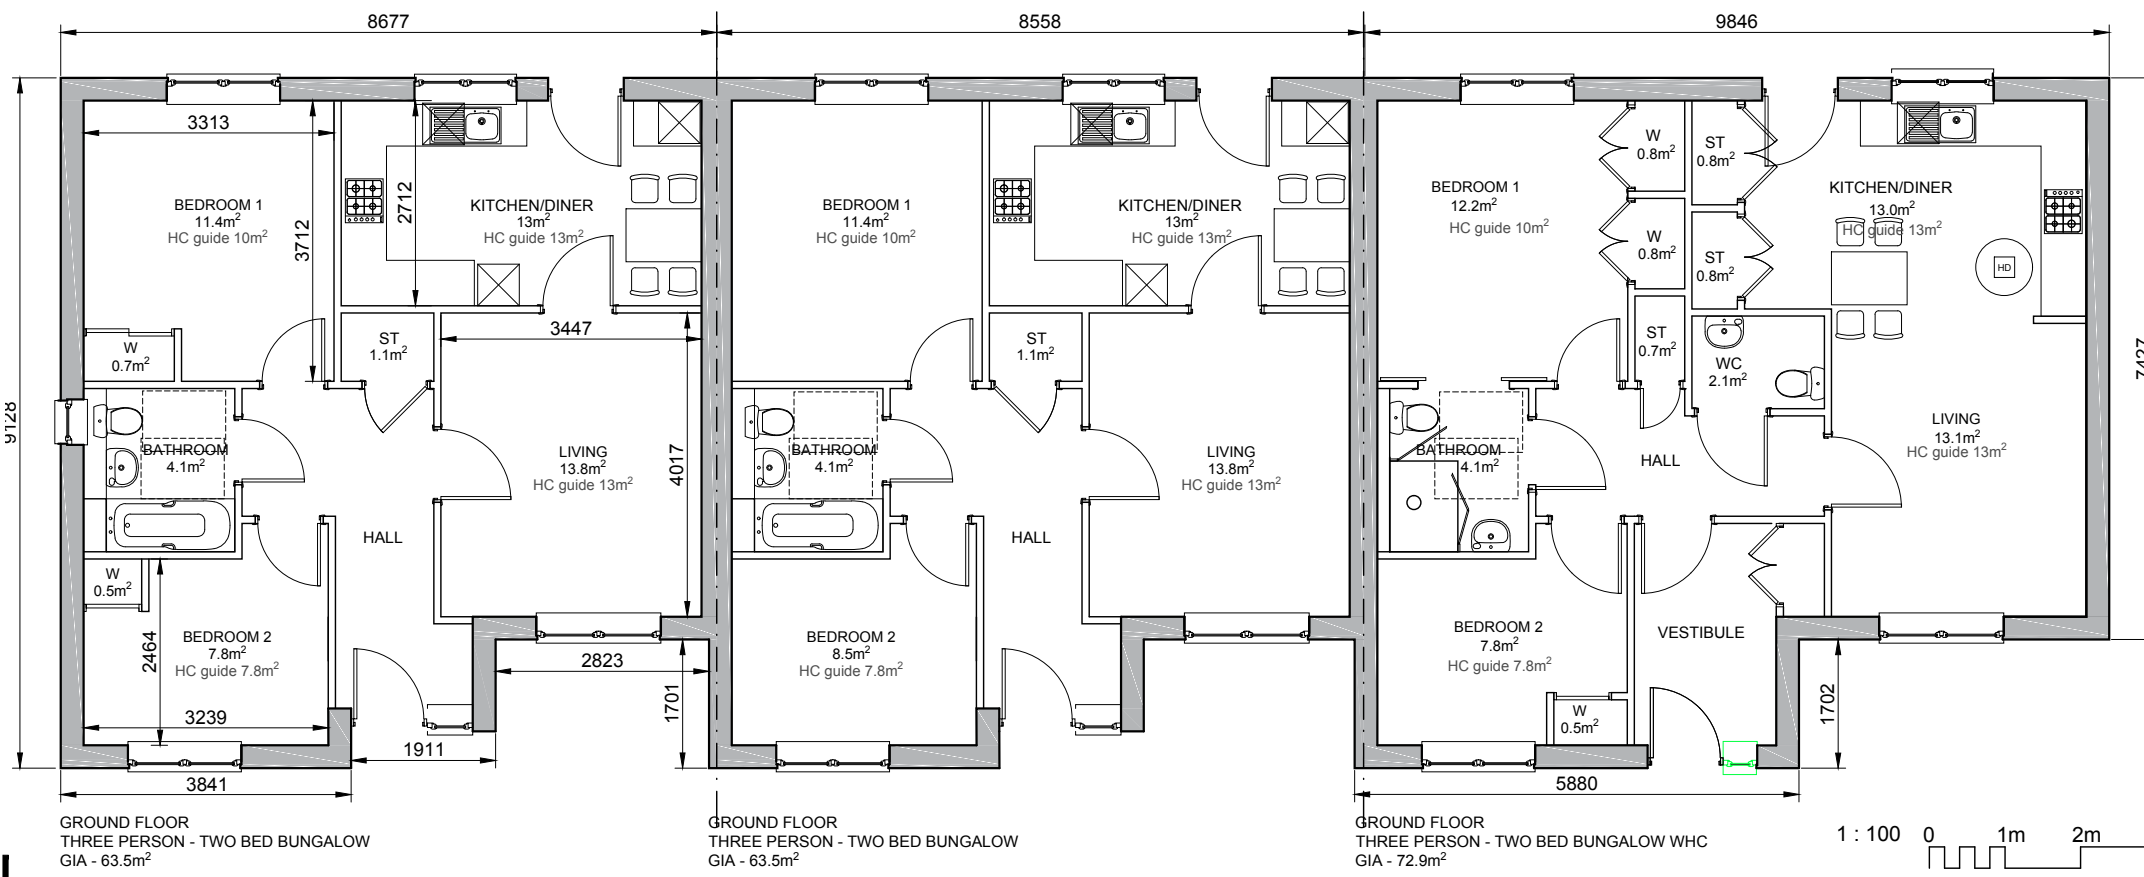 8677
8558
9846
3313
3712
2712
BEDROOM 1
11.4m²
HC guide 10m²
KITCHEN/DINER
13m²
HC guide 13m²
W
0.7m²
ST
1.1m²
3447
9128
BATHROOM
4.1m²
LIVING
13.8m²
HC guide 13m²
4017
HALL
W
0.5m²
2464
BEDROOM 2
7.8m²
HC guide 7.8m²
3239
2823
1701
1911
3841
GROUND FLOOR
THREE PERSON - TWO BED BUNGALOW
GIA - 63.5m²
BEDROOM 1
11.4m²
HC guide 10m²
KITCHEN/DINER
13m²
HC guide 13m²
ST
1.1m²
BATHROOM
4.1m²
LIVING
13.8m²
HC guide 13m²
HALL
BEDROOM 2
8.5m²
HC guide 7.8m²
GROUND FLOOR
THREE PERSON - TWO BED BUNGALOW
GIA - 63.5m²
BEDROOM 1
12.2m²
HC guide 10m²
W
0.8m²
ST
0.8m²
W
0.8m²
ST
0.8m²
KITCHEN/DINER
13.0m²
HC guide 13m²
HD
ST
0.7m²
WC
2.1m²
7427
BATHROOM
4.1m²
HALL
LIVING
13.1m²
HC guide 13m²
BEDROOM 2
7.8m²
HC guide 7.8m²
VESTIBULE
W
0.5m²
1702
5880
GROUND FLOOR
THREE PERSON - TWO BED BUNGALOW WHC
GIA - 72.9m²
1 : 100 0 1m 2m